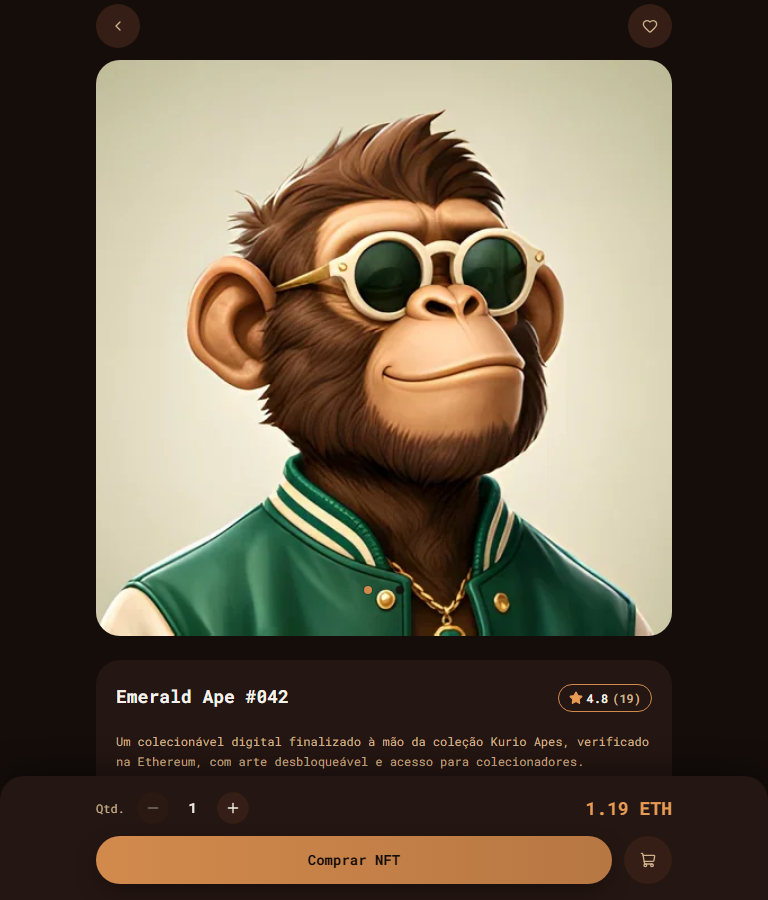 Emerald Ape #042
4.8 (19)
Um colecionável digital finalizado à mão da coleção Kurio Apes, verificado
na Ethereum, com arte desbloqueável e acesso para colecionadores.
Qtd.
1
1.19 ETH
Comprar NFT